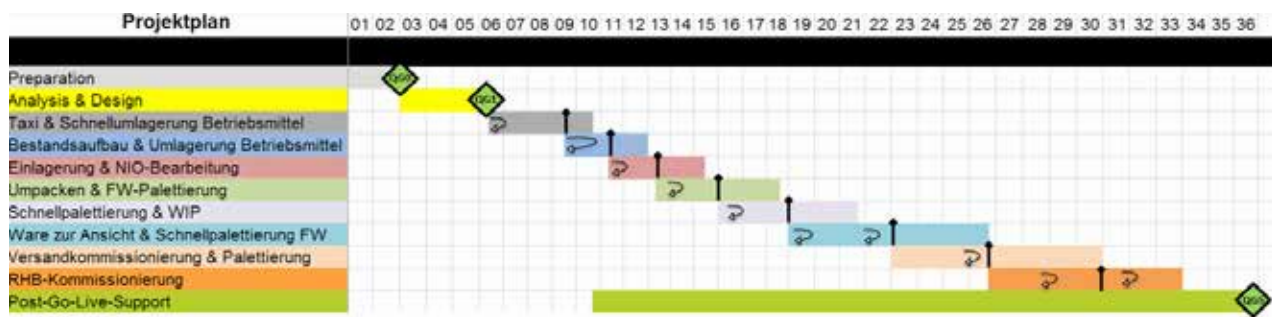 Projektplan 01 02 03 04 05 06 07 08 09 10 11 12 13 14 15 16 17 18 19 20 21 22 23 24 25 26 27 28 29 30 31 32 33 34 35 36
Preparation QG0
Analysis & Design QG1
Taxi & Schnellumlagerung Betriebsmittel
Bestandsaufbau & Umlagerung Betriebsmittel
Einlagerung & NIO-Bearbeitung
Umpacken & FW-Palettierung
Schnellpalettierung & WIP
Ware zur Ansicht & Schnellpalettierung FW
Versandkommissionierung & Palettierung
RHB-Kommissionierung
Post-Go-Live-Support